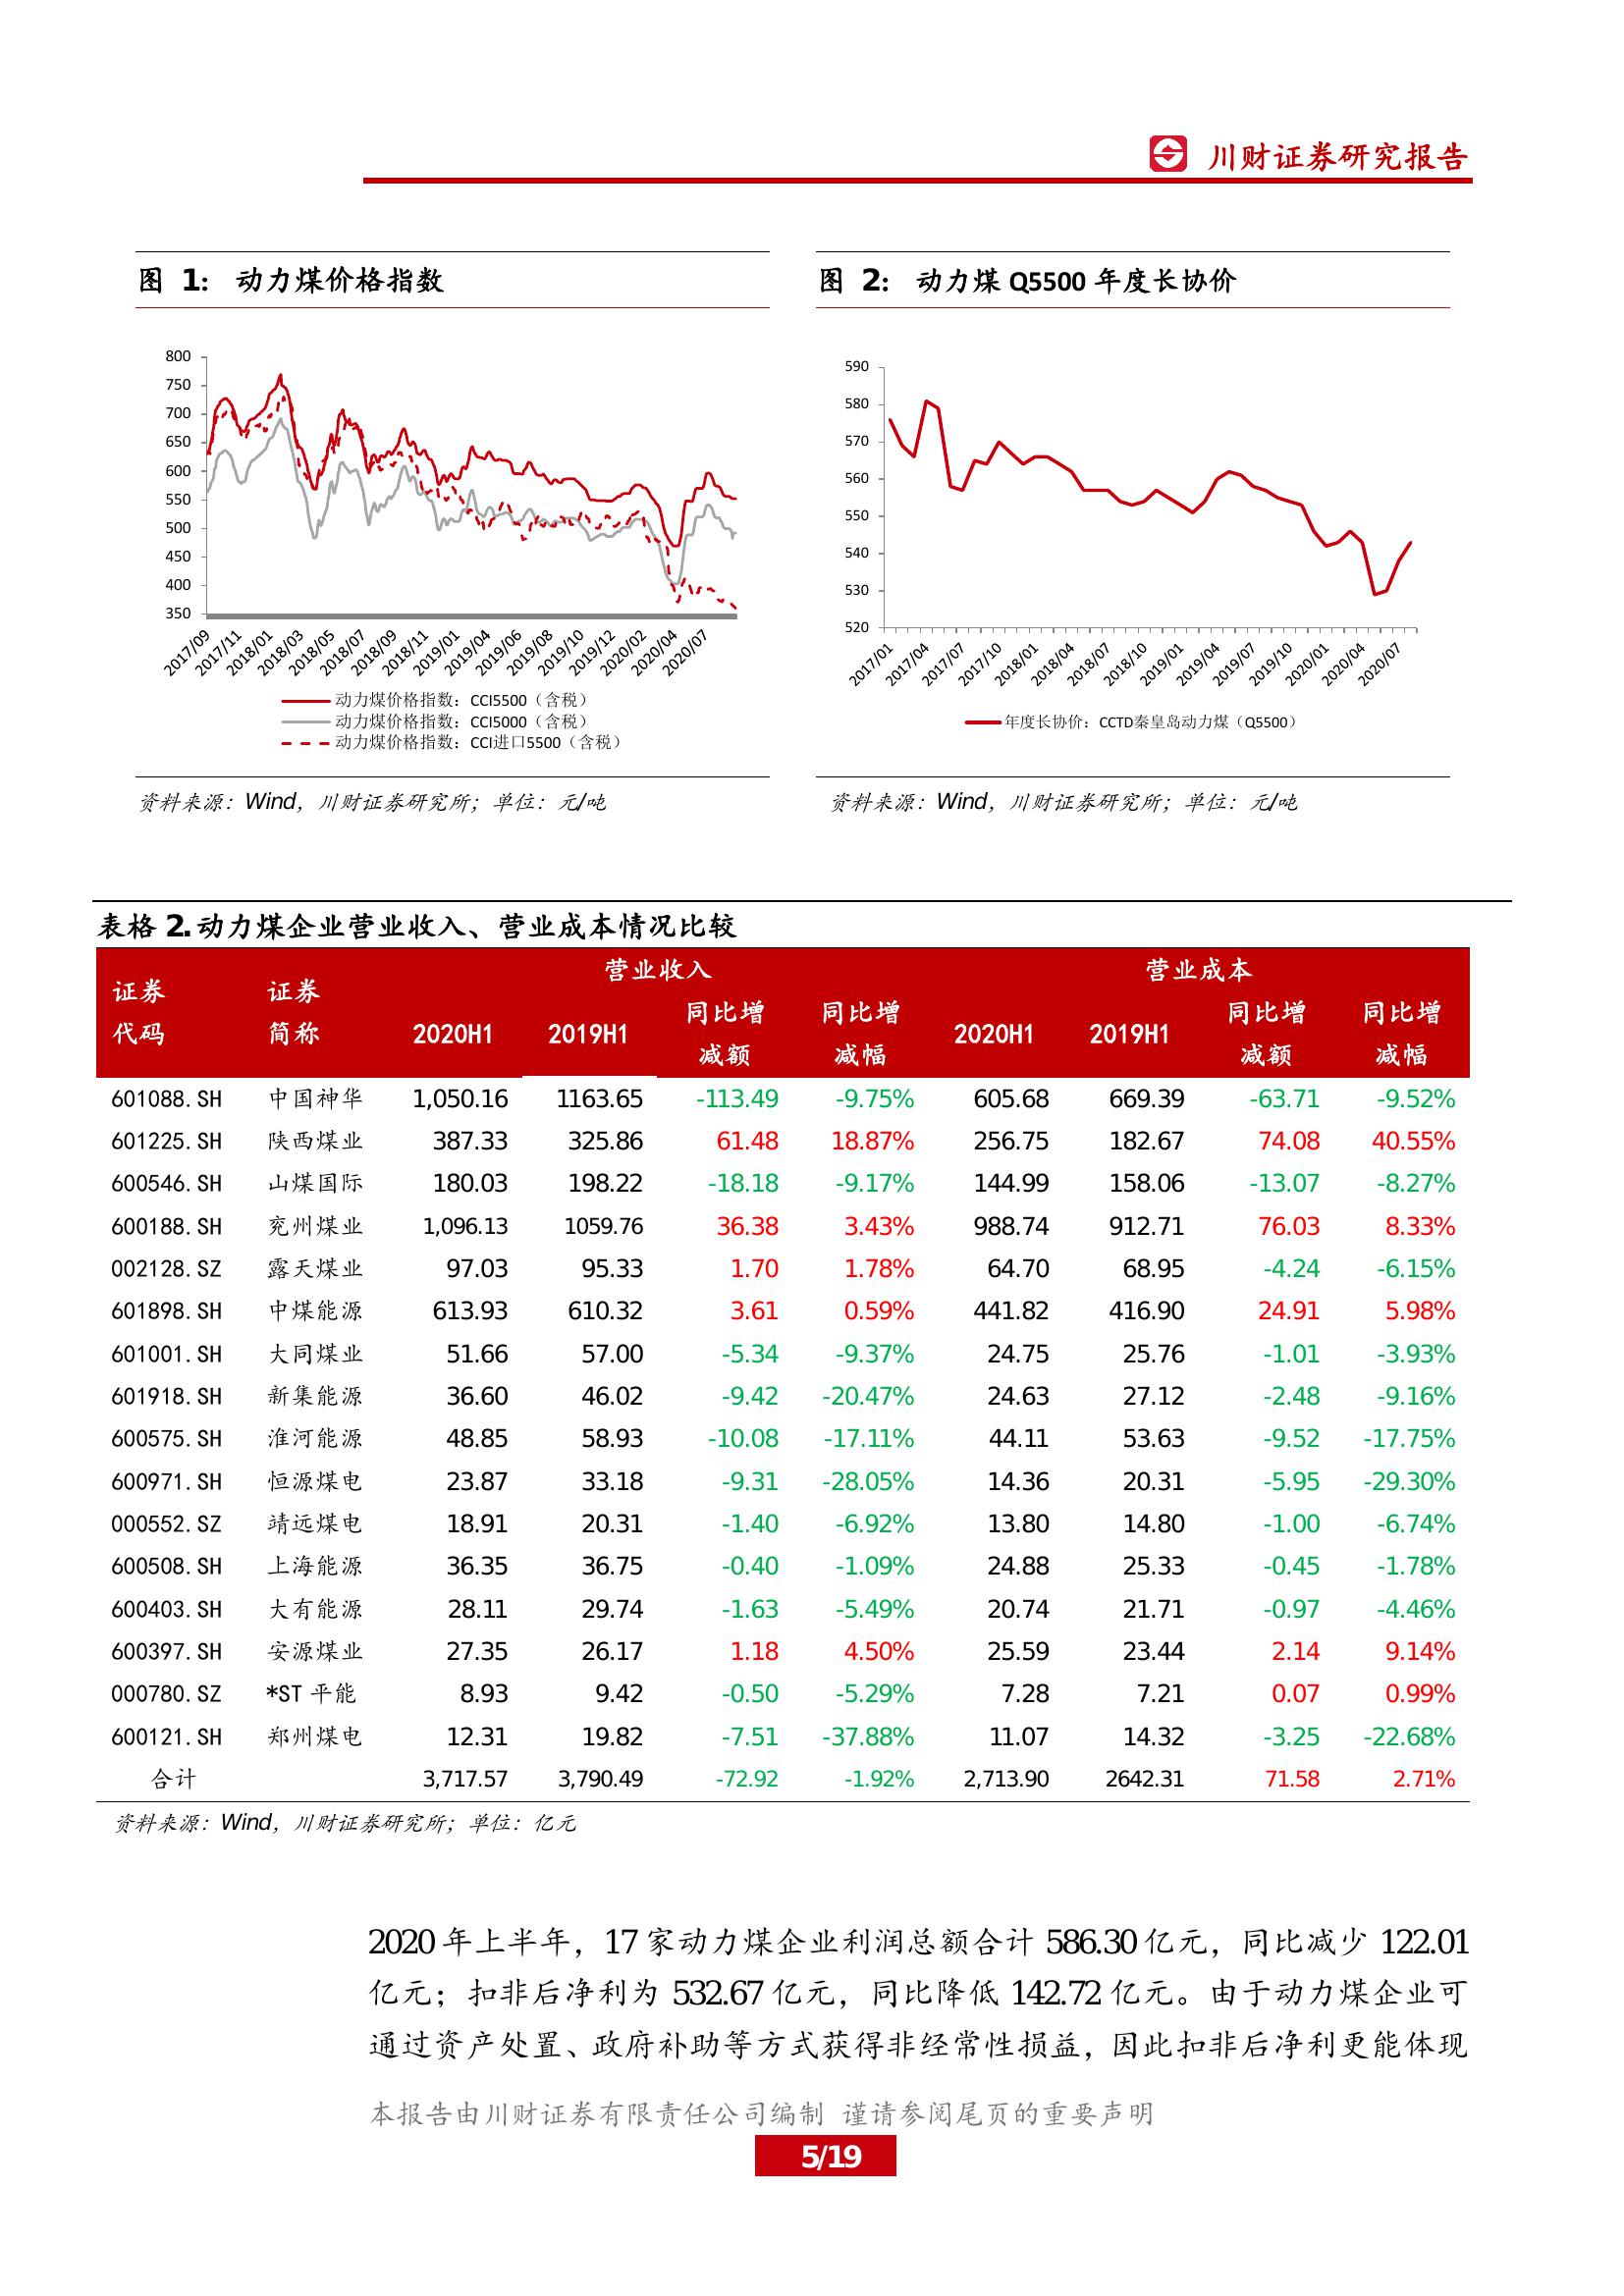 川财证券研究报告
图 1： 动力煤价格指数
800
750
700
650
600
550
500
450
400
350
2017/09 2017/11 2018/01 2018/03 2018/05 2018/07 2018/09 2018/11 2019/01 2019/04 2019/06 2019/08 2019/10 2019/12 2020/02 2020/04 2020/07
动力煤价格指数：CCI5500（含税）
动力煤价格指数：CCI5000（含税）
动力煤价格指数：CCI进口5500（含税）
资料来源：Wind，川财证券研究所；单位：元/吨
图 2： 动力煤 Q5500 年度长协价
590
580
570
560
550
540
530
520
2017/01 2017/04 2017/07 2017/10 2018/01 2018/04 2018/07 2018/10 2019/01 2019/04 2019/07 2019/10 2020/01 2020/04 2020/07
年度长协价：CCTD秦皇岛动力煤（Q5500）
资料来源：Wind，川财证券研究所；单位：元/吨
表格 2.动力煤企业营业收入、营业成本情况比较
营业收入 营业成本
证券代码 证券简称 2020H1 2019H1 同比增减额 同比增减幅 2020H1 2019H1 同比增减额 同比增减幅
601088.SH 中国神华 1,050.16 1163.65 -113.49 -9.75% 605.68 669.39 -63.71 -9.52%
601225.SH 陕西煤业 387.33 325.86 61.48 18.87% 256.75 182.67 74.08 40.55%
600546.SH 山煤国际 180.03 198.22 -18.18 -9.17% 144.99 158.06 -13.07 -8.27%
600188.SH 兖州煤业 1,096.13 1059.76 36.38 3.43% 988.74 912.71 76.03 8.33%
002128.SZ 露天煤业 97.03 95.33 1.70 1.78% 64.70 68.95 -4.24 -6.15%
601898.SH 中煤能源 613.93 610.32 3.61 0.59% 441.82 416.90 24.91 5.98%
601001.SH 大同煤业 51.66 57.00 -5.34 -9.37% 24.75 25.76 -1.01 -3.93%
601918.SH 新集能源 36.60 46.02 -9.42 -20.47% 24.63 27.12 -2.48 -9.16%
600575.SH 淮河能源 48.85 58.93 -10.08 -17.11% 44.11 53.63 -9.52 -17.75%
600971.SH 恒源煤电 23.87 33.18 -9.31 -28.05% 14.36 20.31 -5.95 -29.30%
000552.SZ 靖远煤电 18.91 20.31 -1.40 -6.92% 13.80 14.80 -1.00 -6.74%
600508.SH 上海能源 36.35 36.75 -0.40 -1.09% 24.88 25.33 -0.45 -1.78%
600403.SH 大有能源 28.11 29.74 -1.63 -5.49% 20.74 21.71 -0.97 -4.46%
600397.SH 安源煤业 27.35 26.17 1.18 4.50% 25.59 23.44 2.14 9.14%
000780.SZ *ST 平能 8.93 9.42 -0.50 -5.29% 7.28 7.21 0.07 0.99%
600121.SH 郑州煤电 12.31 19.82 -7.51 -37.88% 11.07 14.32 -3.25 -22.68%
合计 3,717.57 3,790.49 -72.92 -1.92% 2,713.90 2642.31 71.58 2.71%
资料来源：Wind，川财证券研究所；单位：亿元
2020 年上半年，17 家动力煤企业利润总额合计 586.30 亿元，同比减少 122.01
亿元；扣非后净利为 532.67 亿元，同比降低 142.72 亿元。由于动力煤企业可
通过资产处置、政府补助等方式获得非经常性损益，因此扣非后净利更能体现
本报告由川财证券有限责任公司编制 谨请参阅尾页的重要声明
5/19